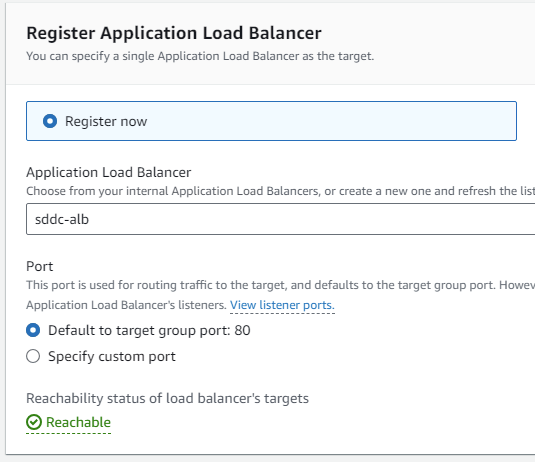 Register Application Load Balancer
You can specify a single Application Load Balancer as the target.
Register now
Application Load Balancer
Choose from your internal Application Load Balancers, or create a new one and refresh the list
sddc-alb
Port
This port is used for routing traffic to the target, and defaults to the target group port. Howev
Application Load Balancer's listeners. View listener ports.
Default to target group port: 80
Specify custom port
Reachability status of load balancer's targets
Reachable